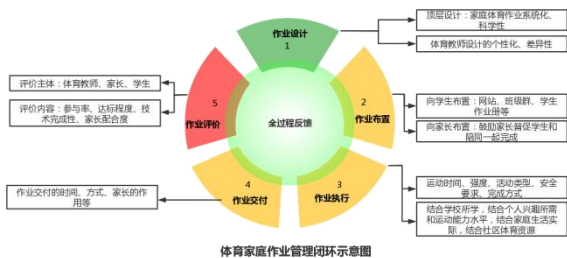 作业设计
1
顶层设计：家庭体育作业系统化、
科学性
体育教师设计的个性化、差异性
2
作业布置
向学生布置：网站、班级群、学生
作业册等
向家长布置：鼓励家长督促学生和
陪同一起完成
3
作业执行
运动时间、强度、活动类型、安全
要求、完成方式
结合学校所学，结合个人兴趣所需
和运动能力水平，结合家庭生活实
际，结合社区体育资源
4
作业交付
作业交付的时间、方式、家长的作
用等
5
作业评价
评价主体：体育教师、家长、学生
评价内容：参与率、达标程度、技
术完成性、家长配合度
全过程反馈
体育家庭作业管理闭环示意图